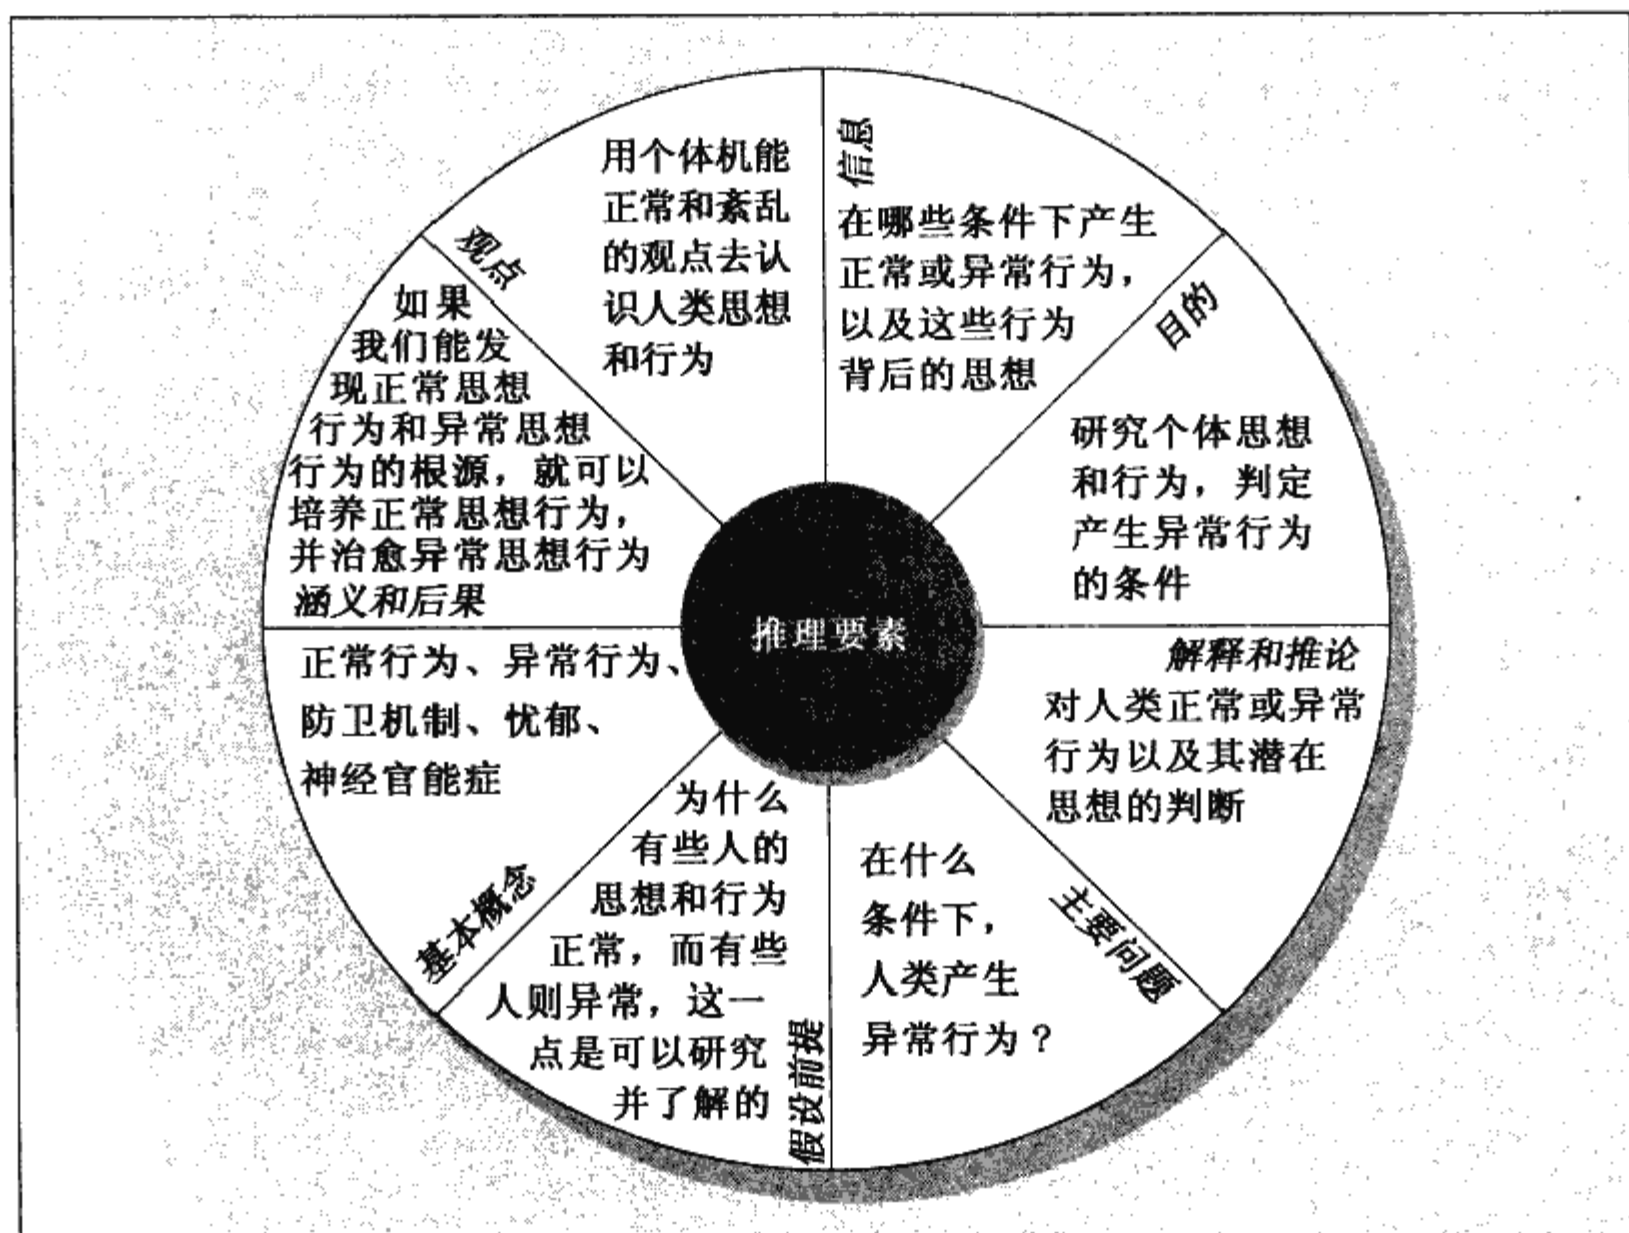 信息
在哪些条件下产生
正常或异常行为，
以及这些行为
背后的思想
目的
研究个体思想
和行为，判定
产生异常行为
的条件
解释和推论
对人类正常或异常
行为以及其潜在
思想的判断
主要问题
在什么
条件下，
人类产生
异常行为？
假设前提
为什么
有些人的
思想和行为
正常，而有些
人则异常，这一
点是可以研究
并了解的
基本概念
正常行为、异常行为、
防卫机制、忧郁、
神经官能症
如果
我们能发
现正常思想
行为和异常思想
行为的根源，就可以
培养正常思想行为，
并治愈异常思想行为
涵义和后果
观点
用个体机能
正常和紊乱
的观点去认
识人类思想
和行为
推理要素